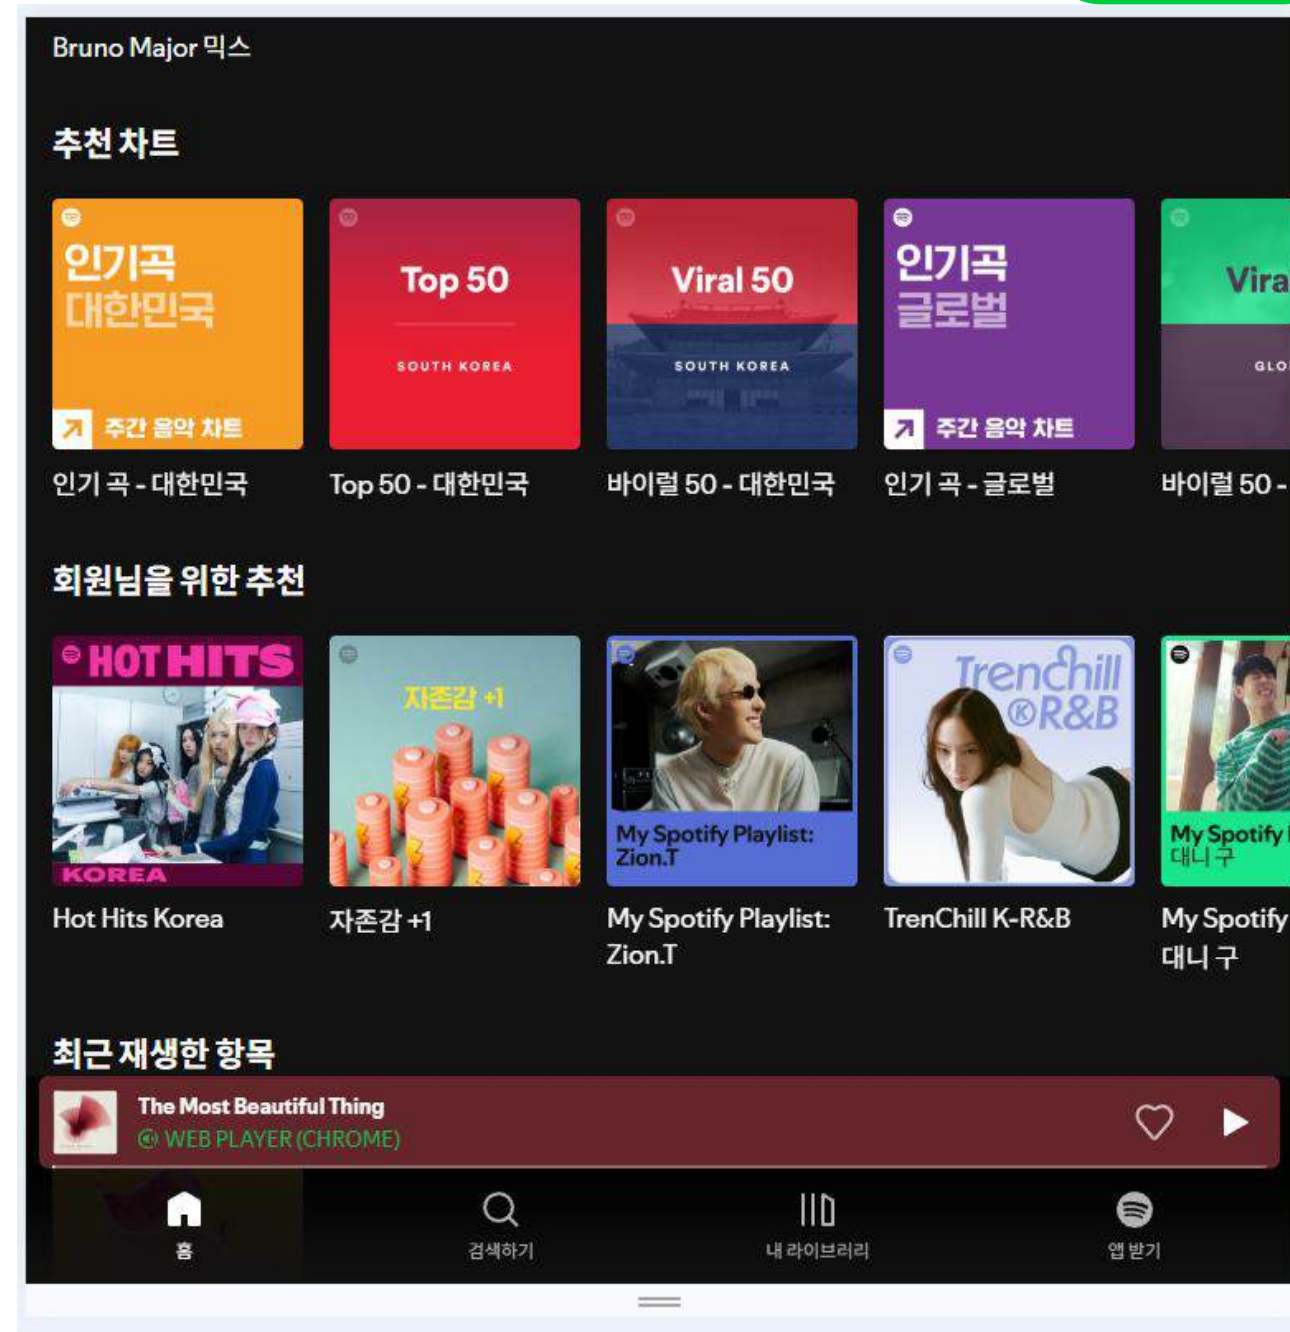 Bruno Major 믹스
추천 차트
인기곡
대한민국
주간 음악 차트
Top 50
SOUTH KOREA
Viral 50
SOUTH KOREA
인기곡
글로벌
주간 음악 차트
인기 곡 - 대한민국
Top 50 - 대한민국
바이럴 50 - 대한민국
인기 곡 - 글로벌
바이럴 50 -
회원님을 위한 추천
HOT HITS
KOREA
자존감 +1
My Spotify Playlist:
Zion.T
Trenchill
K R&B
My Spotify
대니 구
Hot Hits Korea
자존감 +1
My Spotify Playlist:
Zion.T
TrenChill K-R&B
My Spotify
대니 구
최근 재생한 항목
The Most Beautiful Thing
WEB PLAYER (CHROME)
홈
검색하기
내 라이브러리
앱 받기